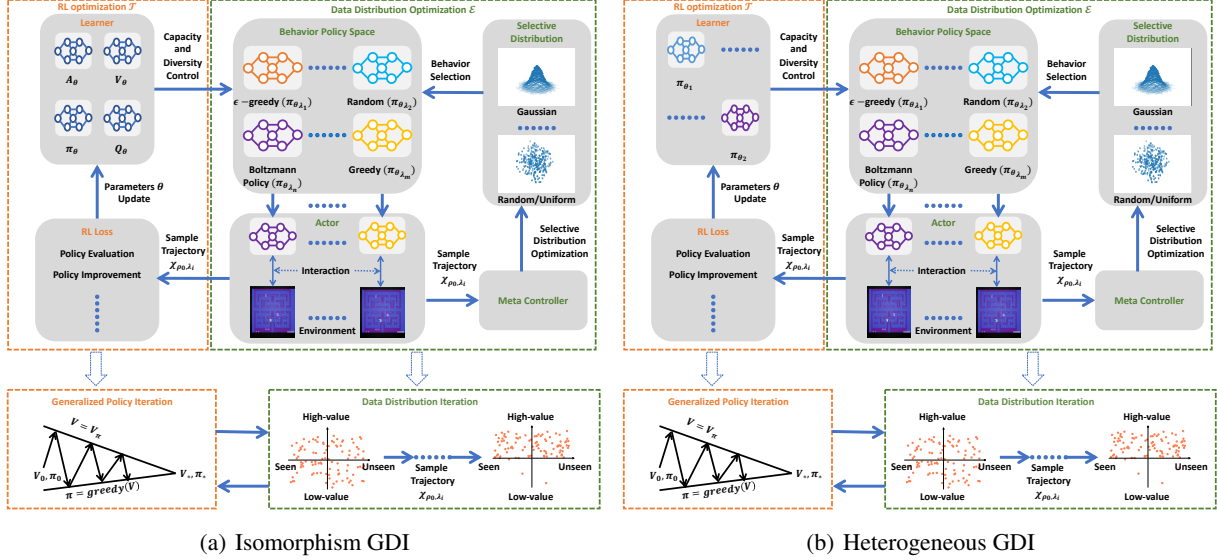 RL optimization 𝒯
Learner
A_θ
V_θ
π_θ
Q_θ
Capacity
and
Diversity
Control
Data Distribution Optimization ℰ
Behavior Policy Space
ϵ −greedy (π_θλ₁)
Random (π_θλ₂)
Boltzmann
Policy (π_θλₙ)
Greedy (π_θλₘ)
Behavior
Selection
Selective
Distribution
Gaussian
Random/Uniform
Parameters θ
Update
RL Loss
Policy Evaluation
Policy Improvement
Sample
Trajectory
χ_ρ₀,λᵢ
Actor
Interaction
Environment
Sample
Trajectory
χ_ρ₀,λᵢ
Selective
Distribution
Optimization
Meta Controller
Generalized Policy Iteration
V = V_π
V₀, π₀
V_*, π_*
π = greedy(V)
Data Distribution Iteration
High-value
Seen
Unseen
Low-value
Sample
Trajectory
χ_ρ₀,λᵢ
High-value
Seen
Unseen
Low-value
(a) Isomorphism GDI
RL optimization 𝒯
Learner
π_θ₁
π_θ₂
Capacity
and
Diversity
Control
Data Distribution Optimization ℰ
Behavior Policy Space
ϵ −greedy (π_θλ₁)
Random (π_θλ₂)
Boltzmann
Policy (π_θλₙ)
Greedy (π_θλₘ)
Behavior
Selection
Selective
Distribution
Gaussian
Random/Uniform
Parameters θ
Update
RL Loss
Policy Evaluation
Policy Improvement
Sample
Trajectory
χ_ρ₀,λᵢ
Actor
Interaction
Environment
Sample
Trajectory
χ_ρ₀,λᵢ
Selective
Distribution
Optimization
Meta Controller
Generalized Policy Iteration
V = V_π
V₀, π₀
V_*, π_*
π = greedy(V)
Data Distribution Iteration
High-value
Seen
Unseen
Low-value
Sample
Trajectory
χ_ρ₀,λᵢ
High-value
Seen
Unseen
Low-value
(b) Heterogeneous GDI